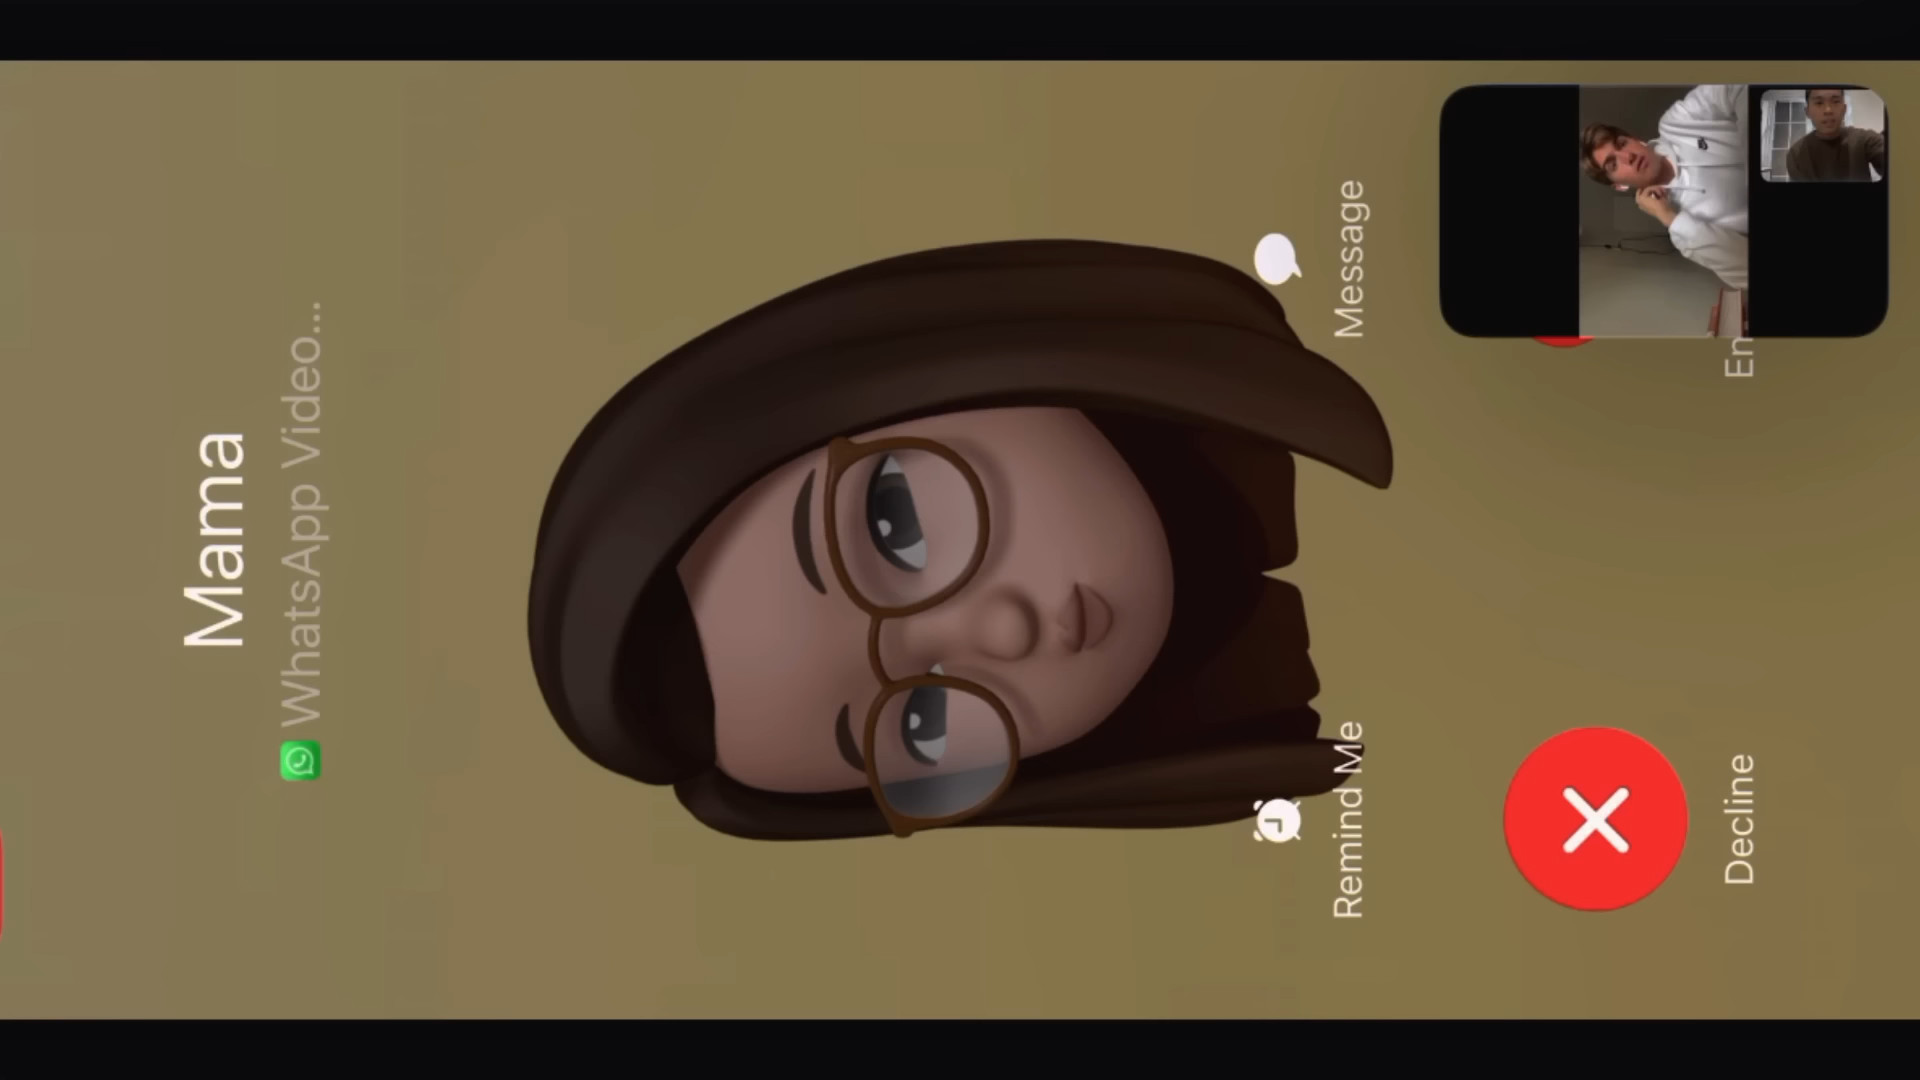 Mama
WhatsApp Video...
Remind Me
Message
Decline